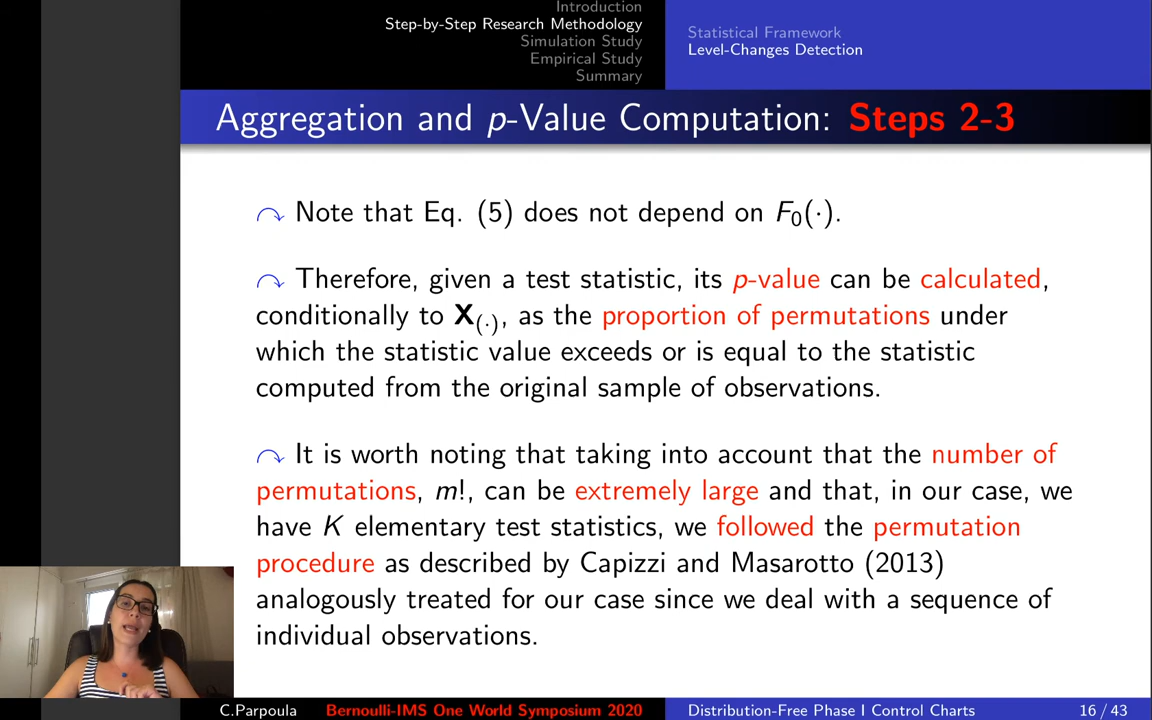 Introduction
Step-by-Step Research Methodology
Simulation Study
Empirical Study
Summary
Statistical Framework
Level-Changes Detection
Aggregation and p-Value Computation: Steps 2-3
Note that Eq. (5) does not depend on F₀(·).
Therefore, given a test statistic, its p-value can be calculated,
conditionally to X₍.₎, as the proportion of permutations under
which the statistic value exceeds or is equal to the statistic
computed from the original sample of observations.
It is worth noting that taking into account that the number of
permutations, m!, can be extremely large and that, in our case, we
have K elementary test statistics, we followed the permutation
procedure as described by Capizzi and Masarotto (2013)
analogously treated for our case since we deal with a sequence of
individual observations.
C.Parpoula Bernoulli-IMS One World Symposium 2020 Distribution-Free Phase I Control Charts 16 / 43